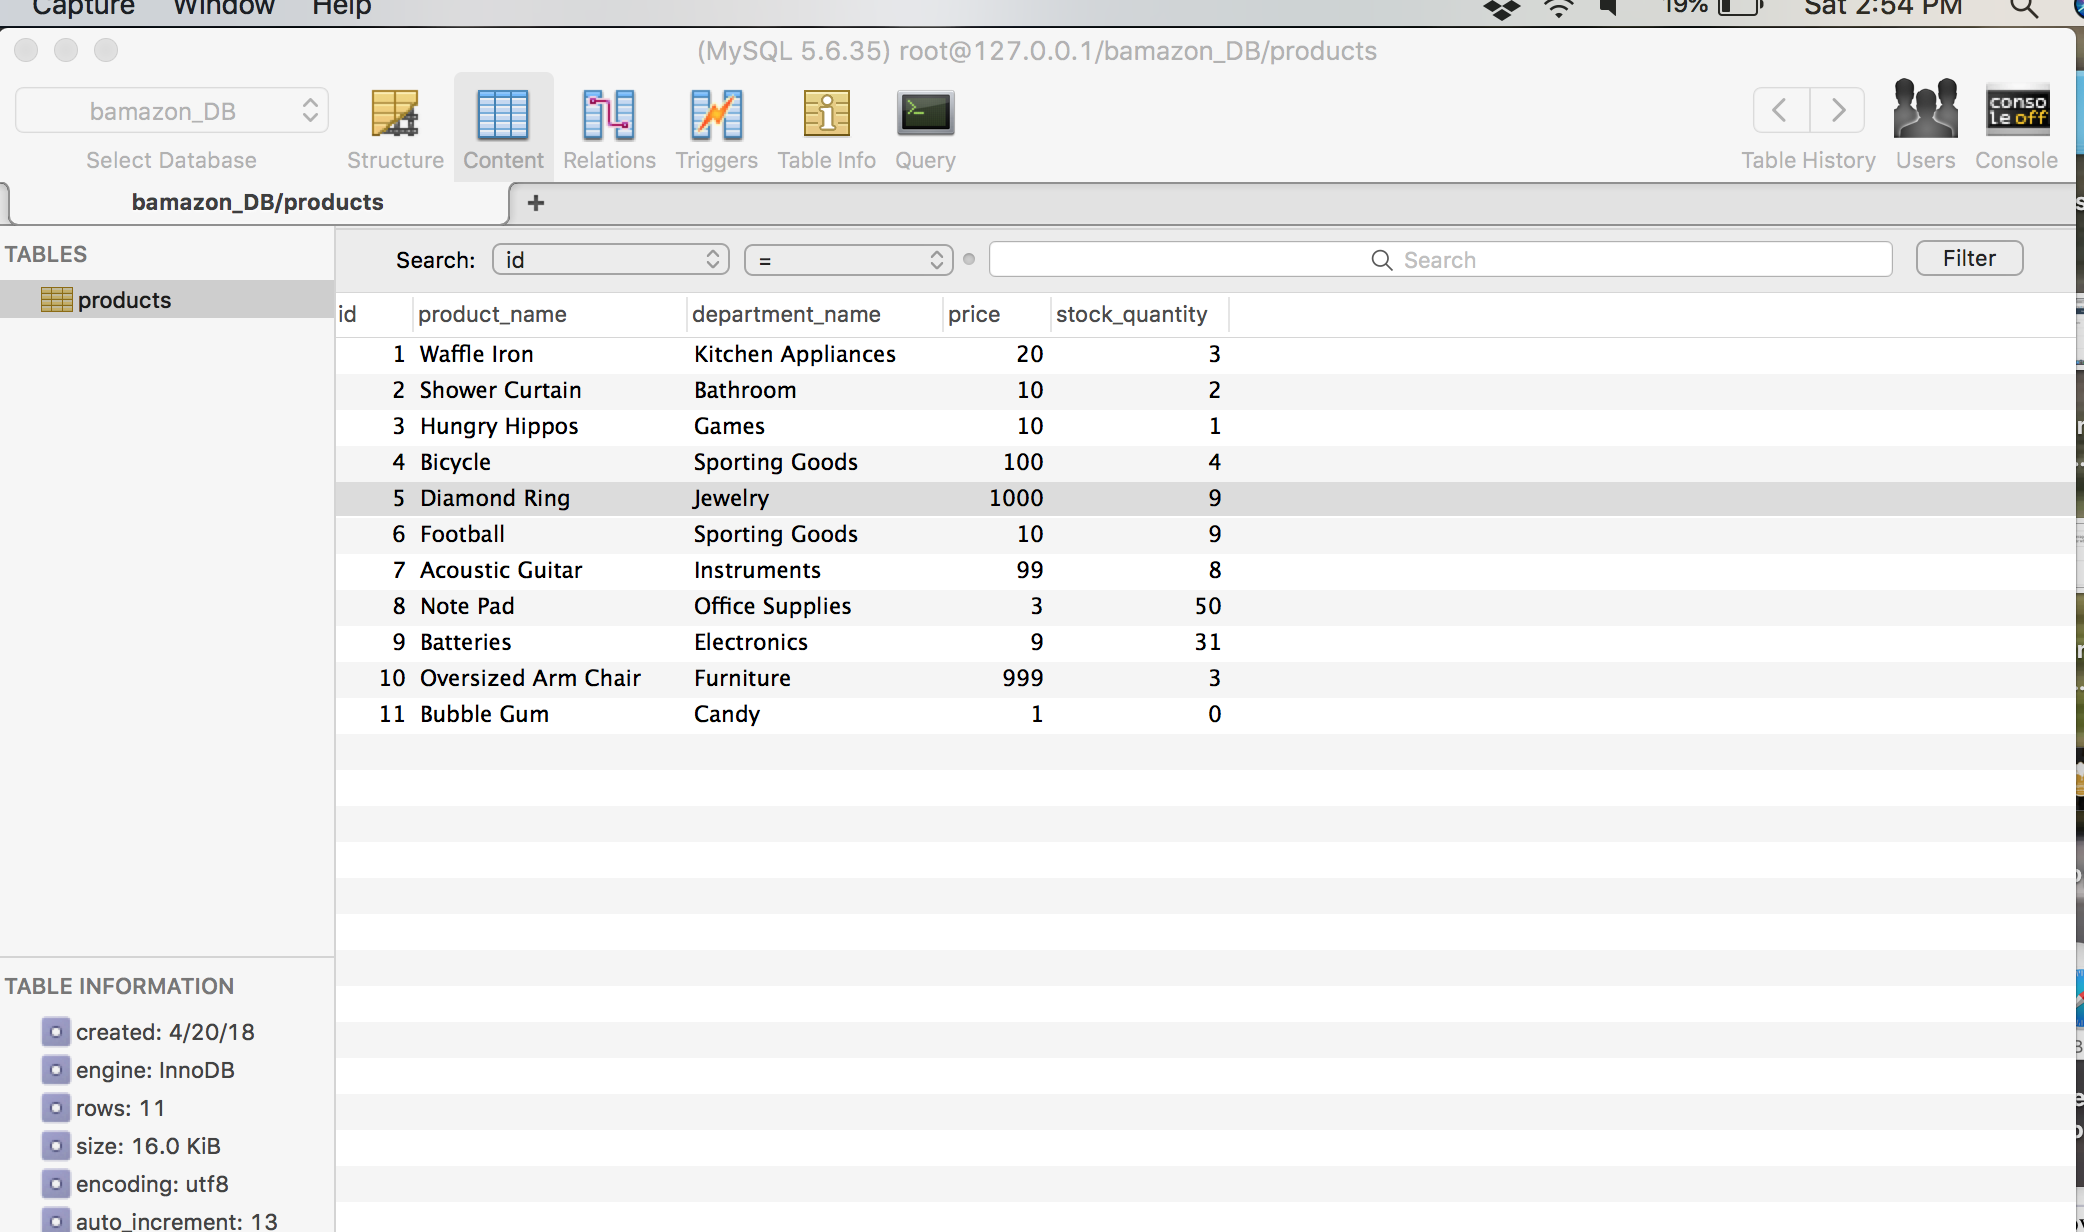 Capture Window Help 19% Sat 2:54 PM
(MySQL 5.6.35) root@127.0.0.1/bamazon_DB/products
bamazon_DB
conso
le off
Select Database Structure Content Relations Triggers Table Info Query Table History Users Console
bamazon_DB/products +
TABLES
products
Search: id = Search Filter
id product_name department_name price stock_quantity
1 Waffle Iron Kitchen Appliances 20 3
2 Shower Curtain Bathroom 10 2
3 Hungry Hippos Games 10 1
4 Bicycle Sporting Goods 100 4
5 Diamond Ring Jewelry 1000 9
6 Football Sporting Goods 10 9
7 Acoustic Guitar Instruments 99 8
8 Note Pad Office Supplies 3 50
9 Batteries Electronics 9 31
10 Oversized Arm Chair Furniture 999 3
11 Bubble Gum Candy 1 0
TABLE INFORMATION
created: 4/20/18
engine: InnoDB
rows: 11
size: 16.0 KiB
encoding: utf8
auto_increment: 13